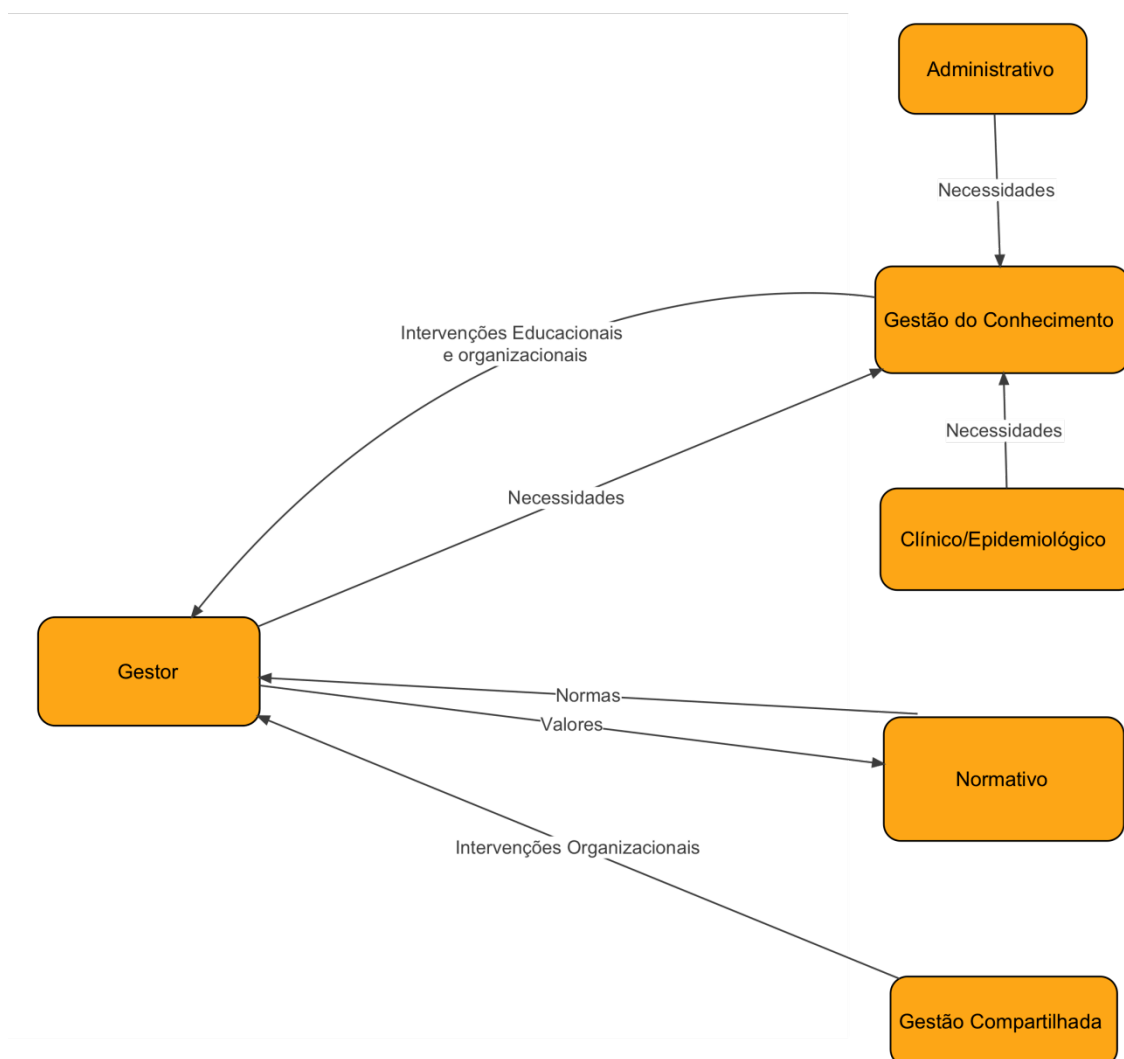 Administrativo
Necessidades
Gestão do Conhecimento
Intervenções Educacionais
e organizacionais
Necessidades
Necessidades
Clínico/Epidemiológico
Gestor
Normas
Valores
Normativo
Intervenções Organizacionais
Gestão Compartilhada